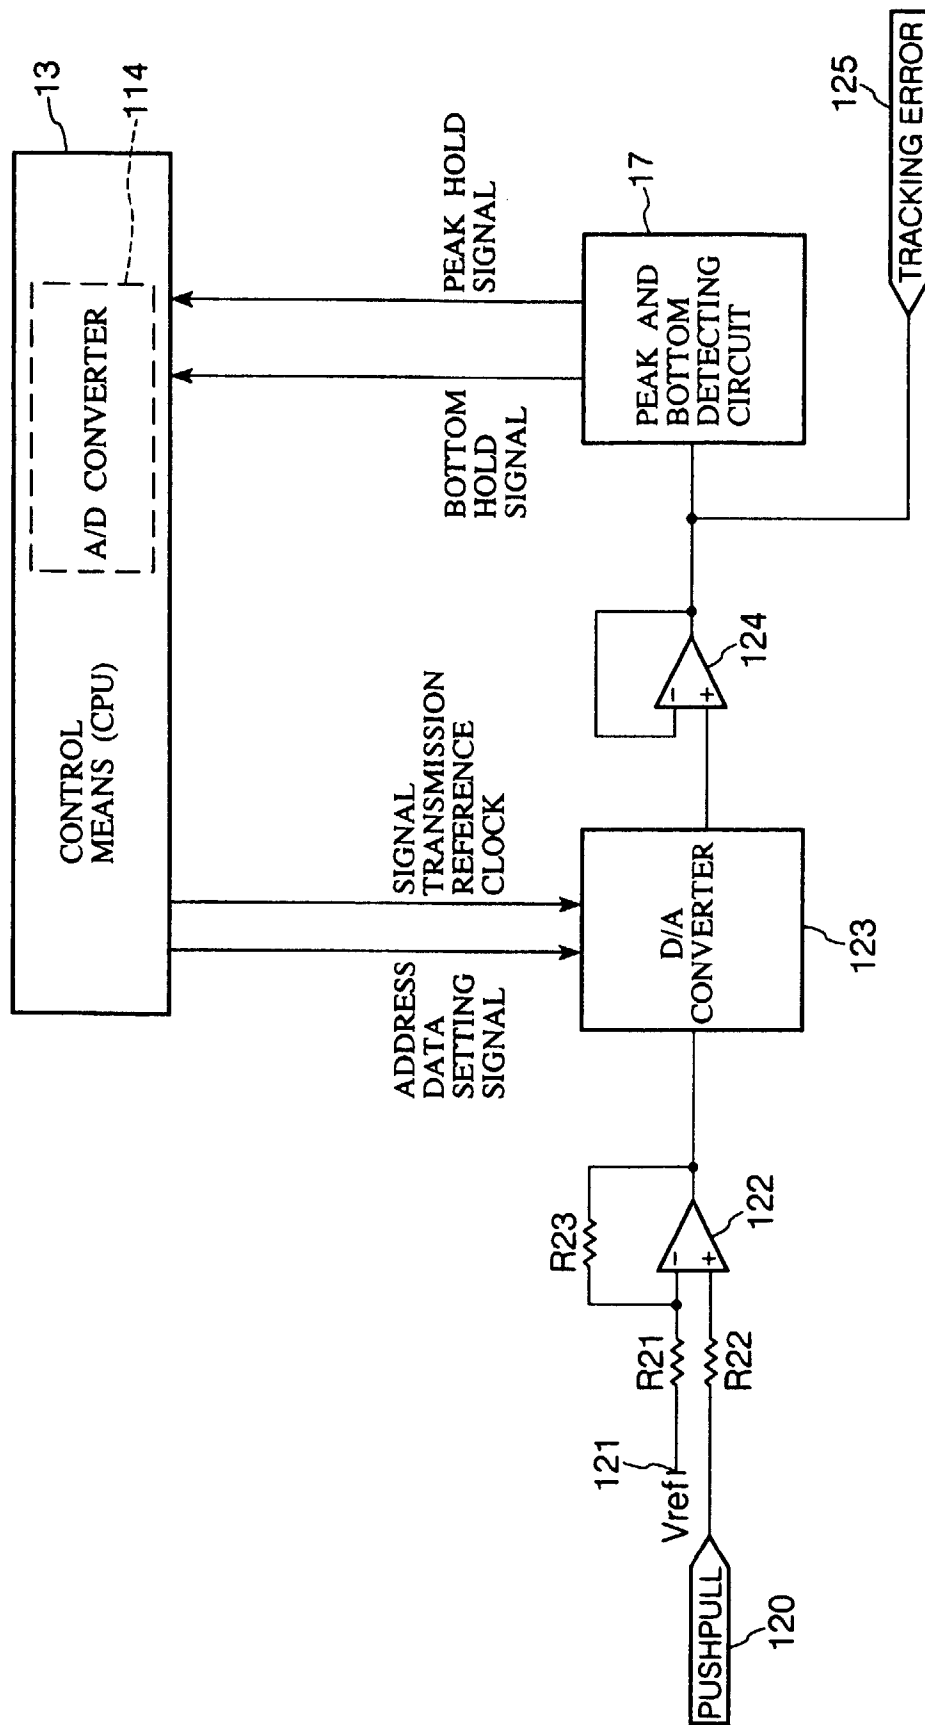 13
114
CONTROL
MEANS (CPU)
A/D CONVERTER
ADDRESS
DATA
SETTING
SIGNAL
SIGNAL
TRANSMISSION
REFERENCE
CLOCK
BOTTOM
HOLD
SIGNAL
PEAK HOLD
SIGNAL
17
PEAK AND
BOTTOM
DETECTING
CIRCUIT
D/A
CONVERTER
123
-
+
124
R23
-
+
122
R21
R22
121
Vref
PUSHPULL
120
125
TRACKING ERROR